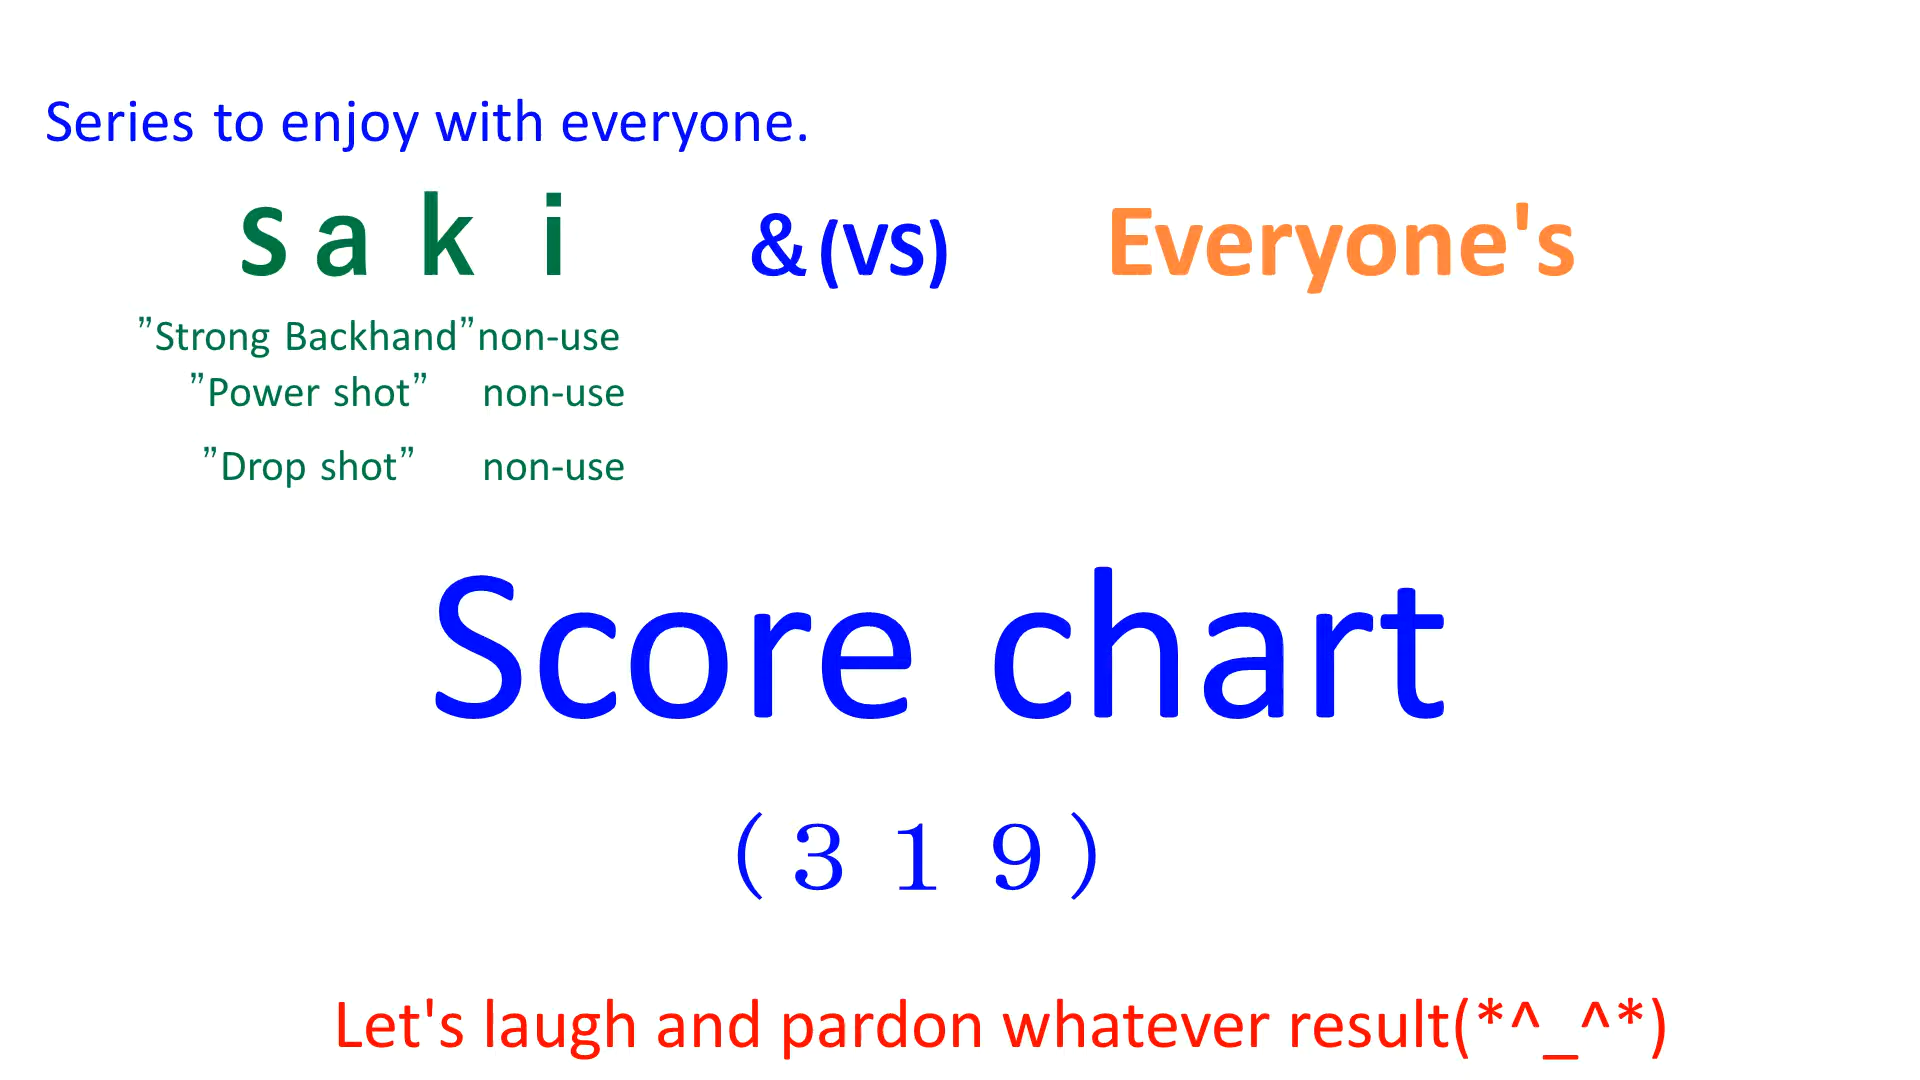 Series to enjoy with everyone.
saki &(VS) Everyone's
”Strong Backhand”non-use
”Power shot” non-use
”Drop shot” non-use
Score chart
（３１９）
Let's laugh and pardon whatever result(*^_^*)